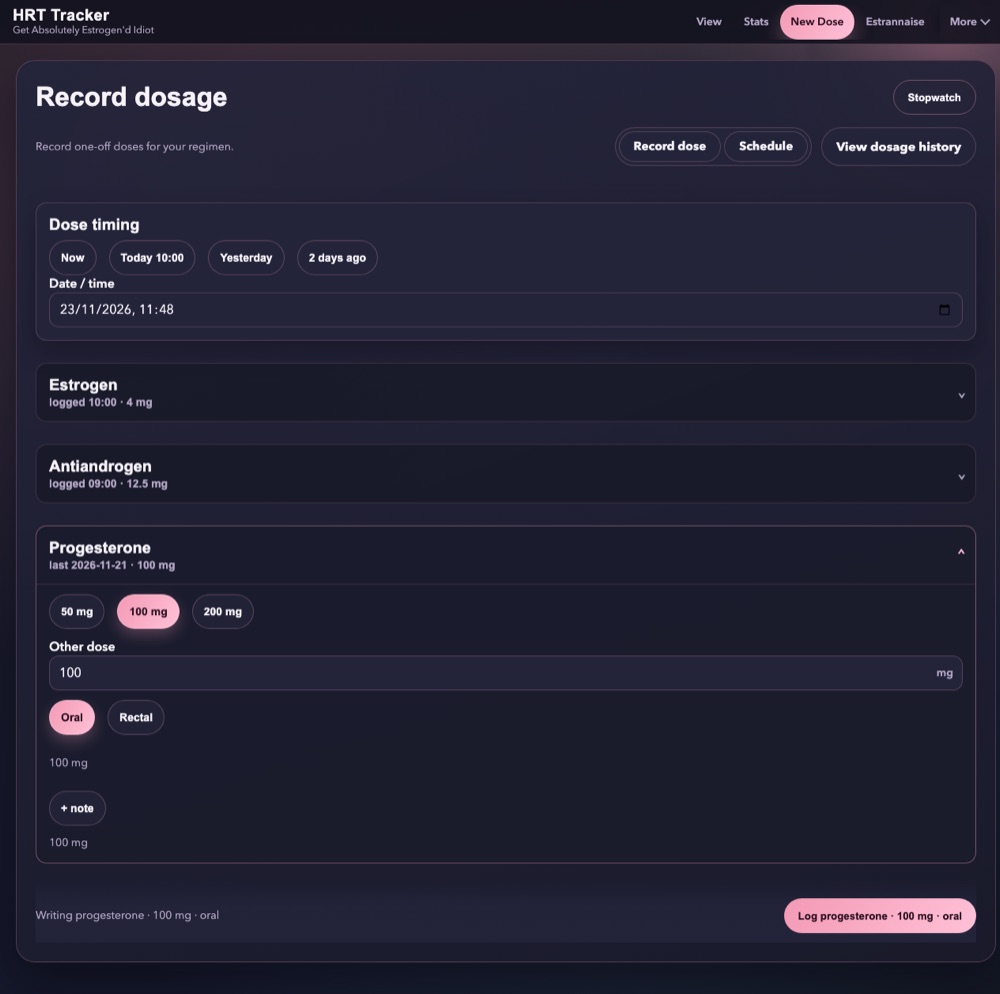 HRT Tracker
Get Absolutely Estrogen'd Idiot
View Stats New Dose Estrannaise More
Record dosage
Stopwatch
Record one-off doses for your regimen.
Record dose Schedule View dosage history
Dose timing
Now Today 10:00 Yesterday 2 days ago
Date / time
23/11/2026, 11:48
Estrogen
logged 10:00 · 4 mg
Antiandrogen
logged 09:00 · 12.5 mg
Progesterone
last 2026-11-21 · 100 mg
50 mg 100 mg 200 mg
Other dose
100 mg
Oral Rectal
100 mg
+ note
100 mg
Writing progesterone · 100 mg · oral
Log progesterone · 100 mg · oral